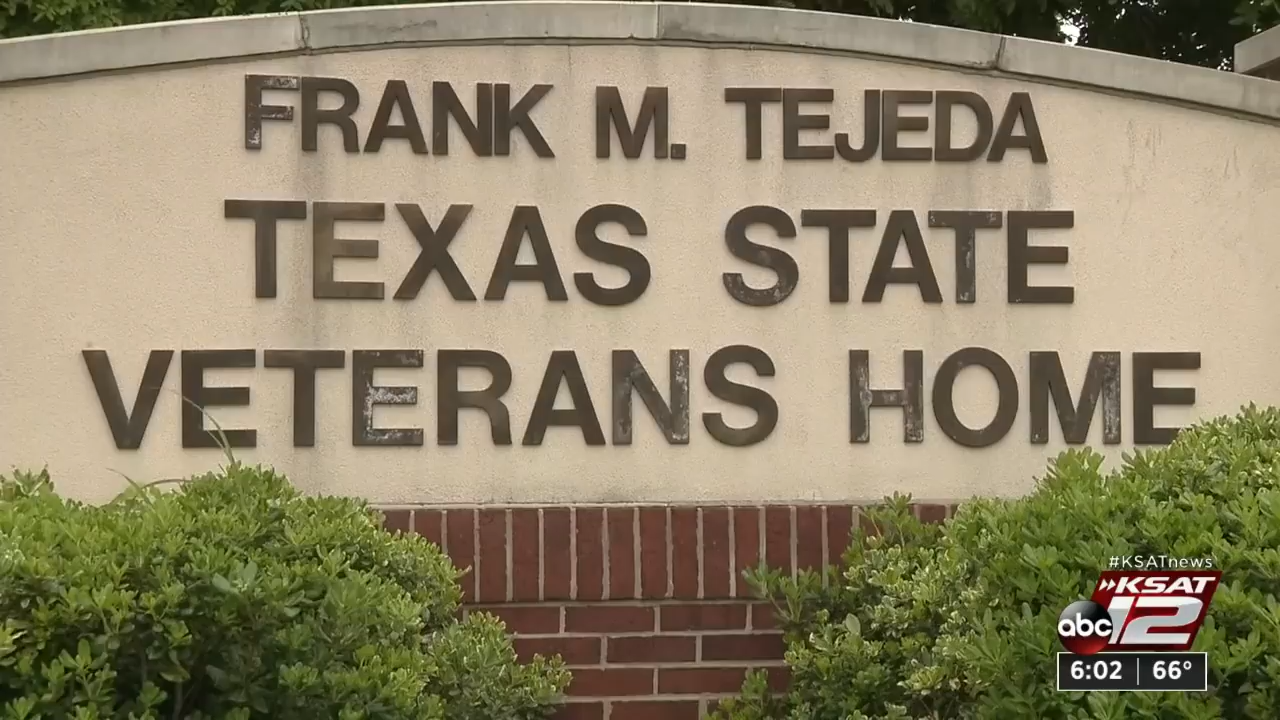 FRANK M. TEJEDA
TEXAS STATE
VETERANS HOME
#KSATnews
KSAT
abc 12
6:02 66°